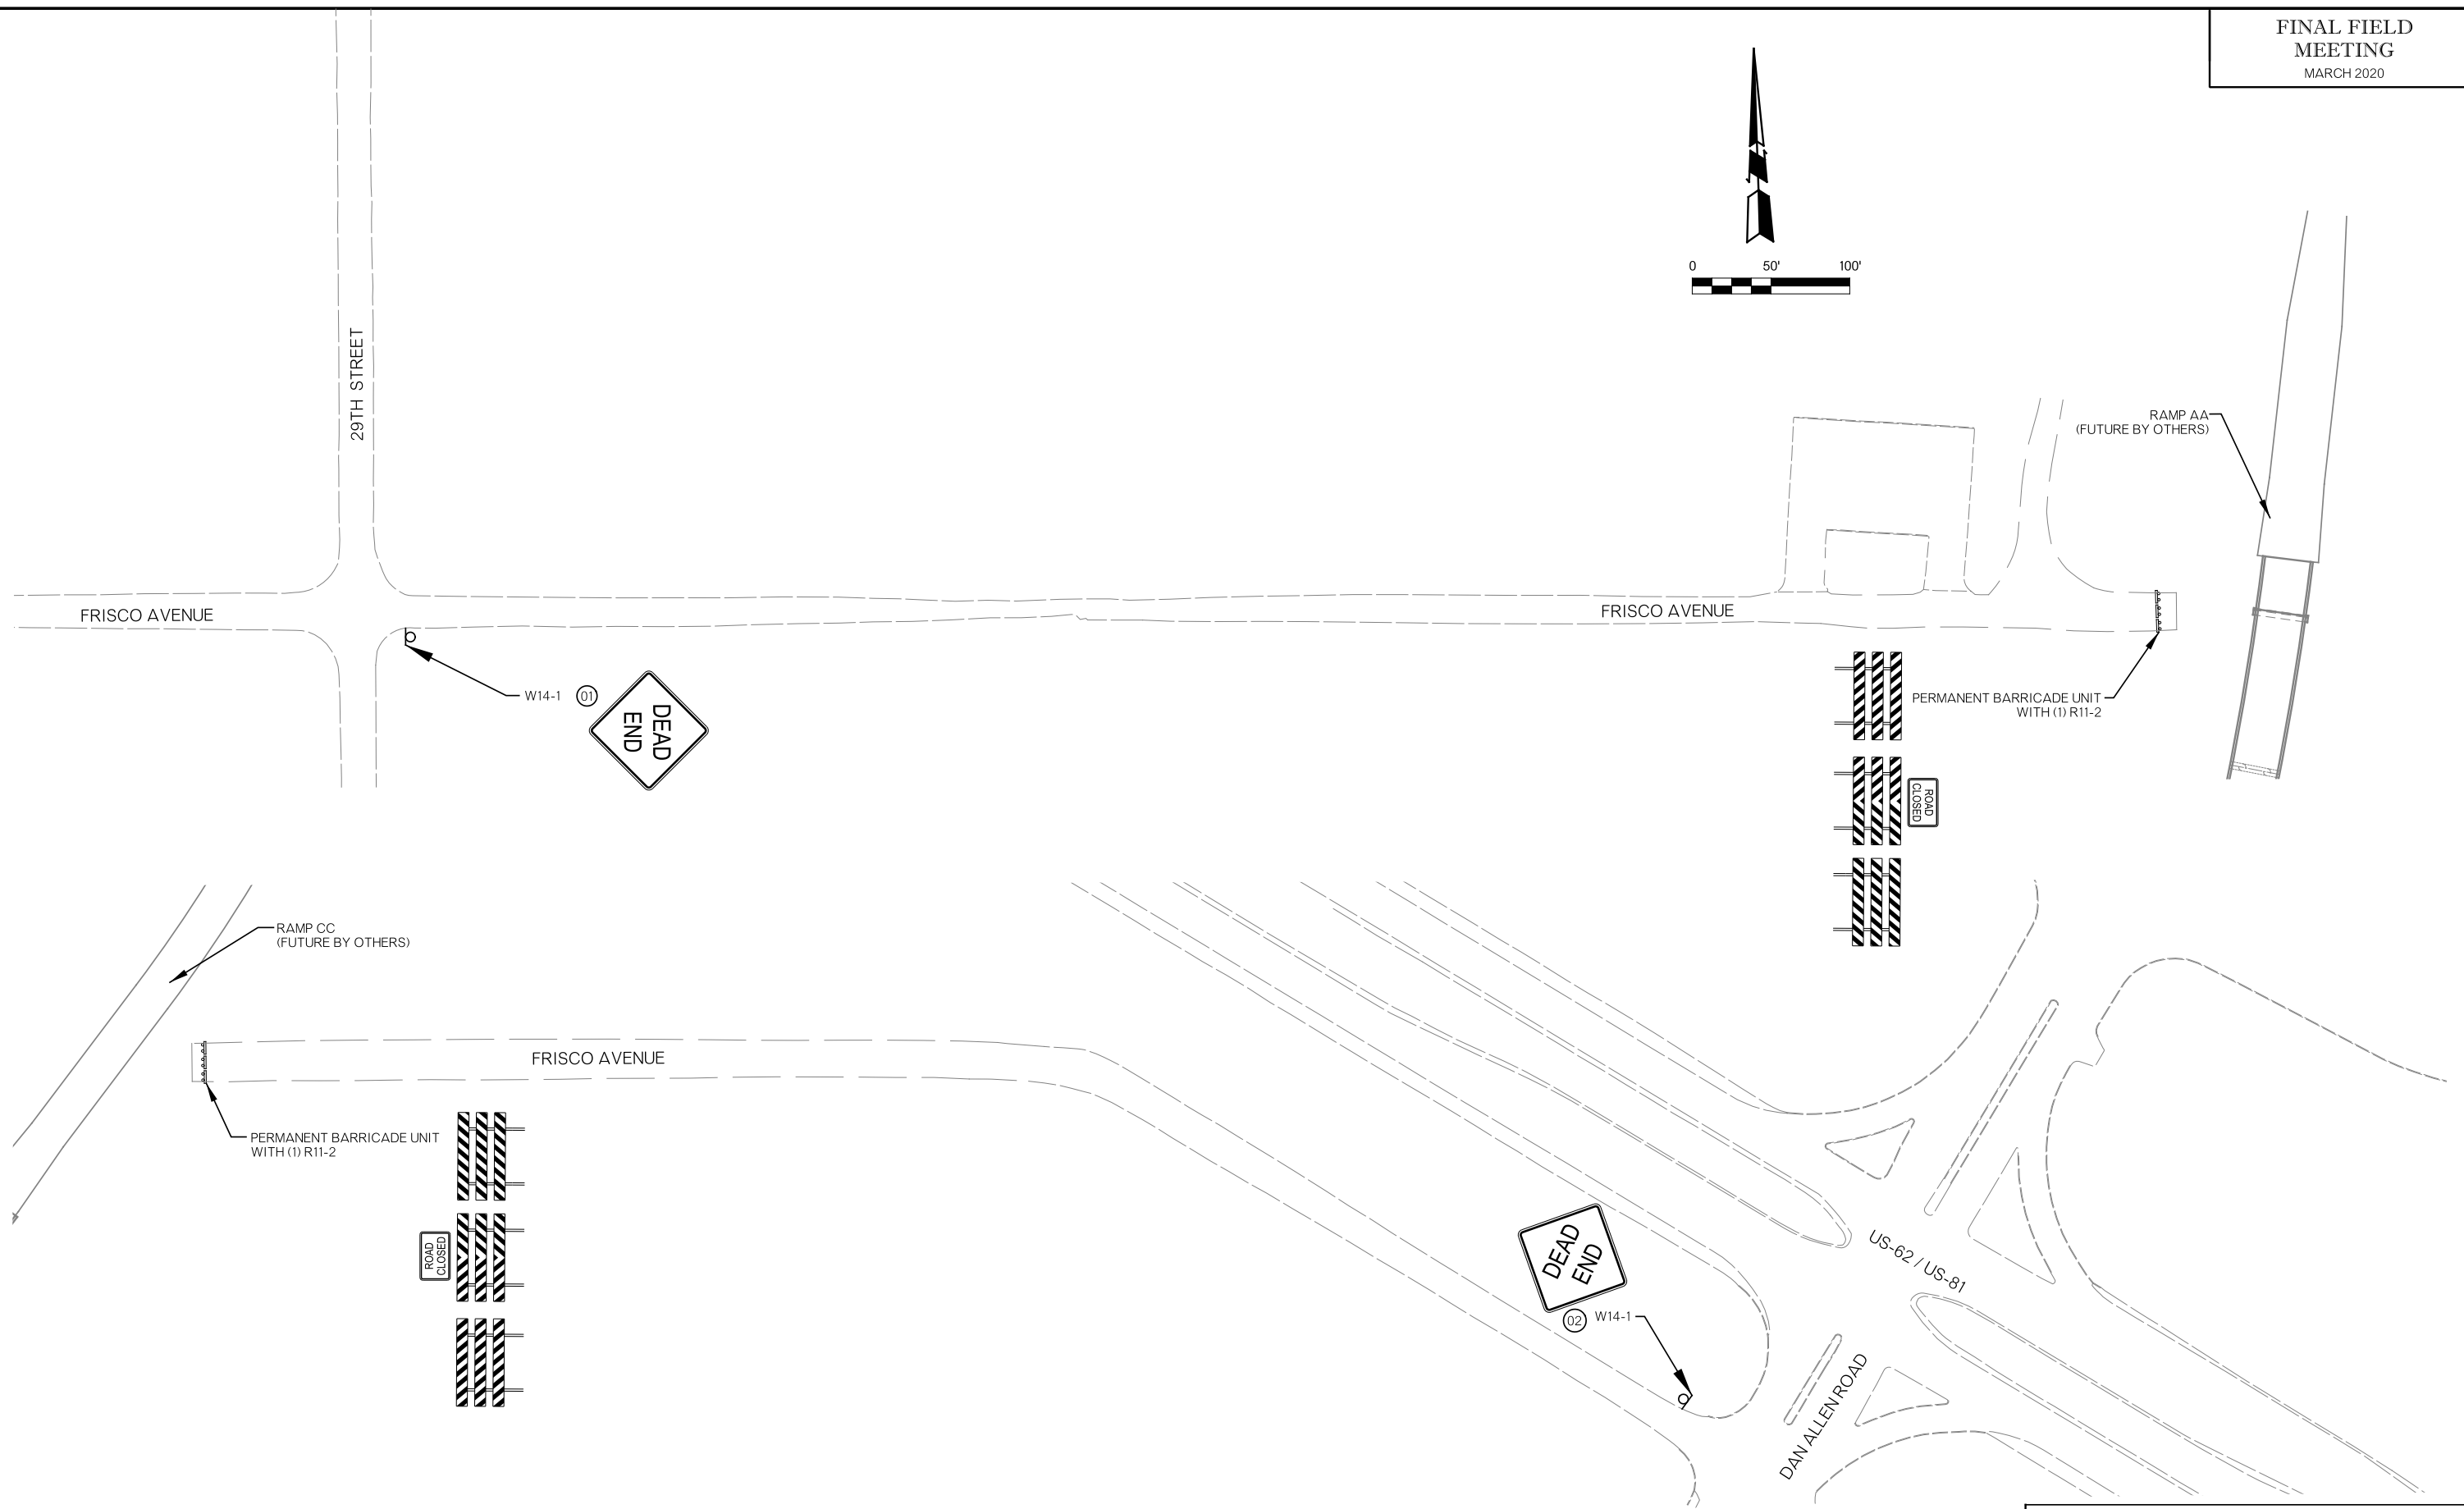 FINAL FIELD
MEETING
MARCH 2020
0 50' 100'
29TH STREET
RAMP AA
(FUTURE BY OTHERS)
FRISCO AVENUE
FRISCO AVENUE
W14-1 01
DEAD
END
PERMANENT BARRICADE UNIT
WITH (1) R11-2
ROAD
CLOSED
RAMP CC
(FUTURE BY OTHERS)
FRISCO AVENUE
PERMANENT BARRICADE UNIT
WITH (1) R11-2
ROAD
CLOSED
DEAD
END
02 W14-1
US-62 / US-81
DAN ALLEN ROAD